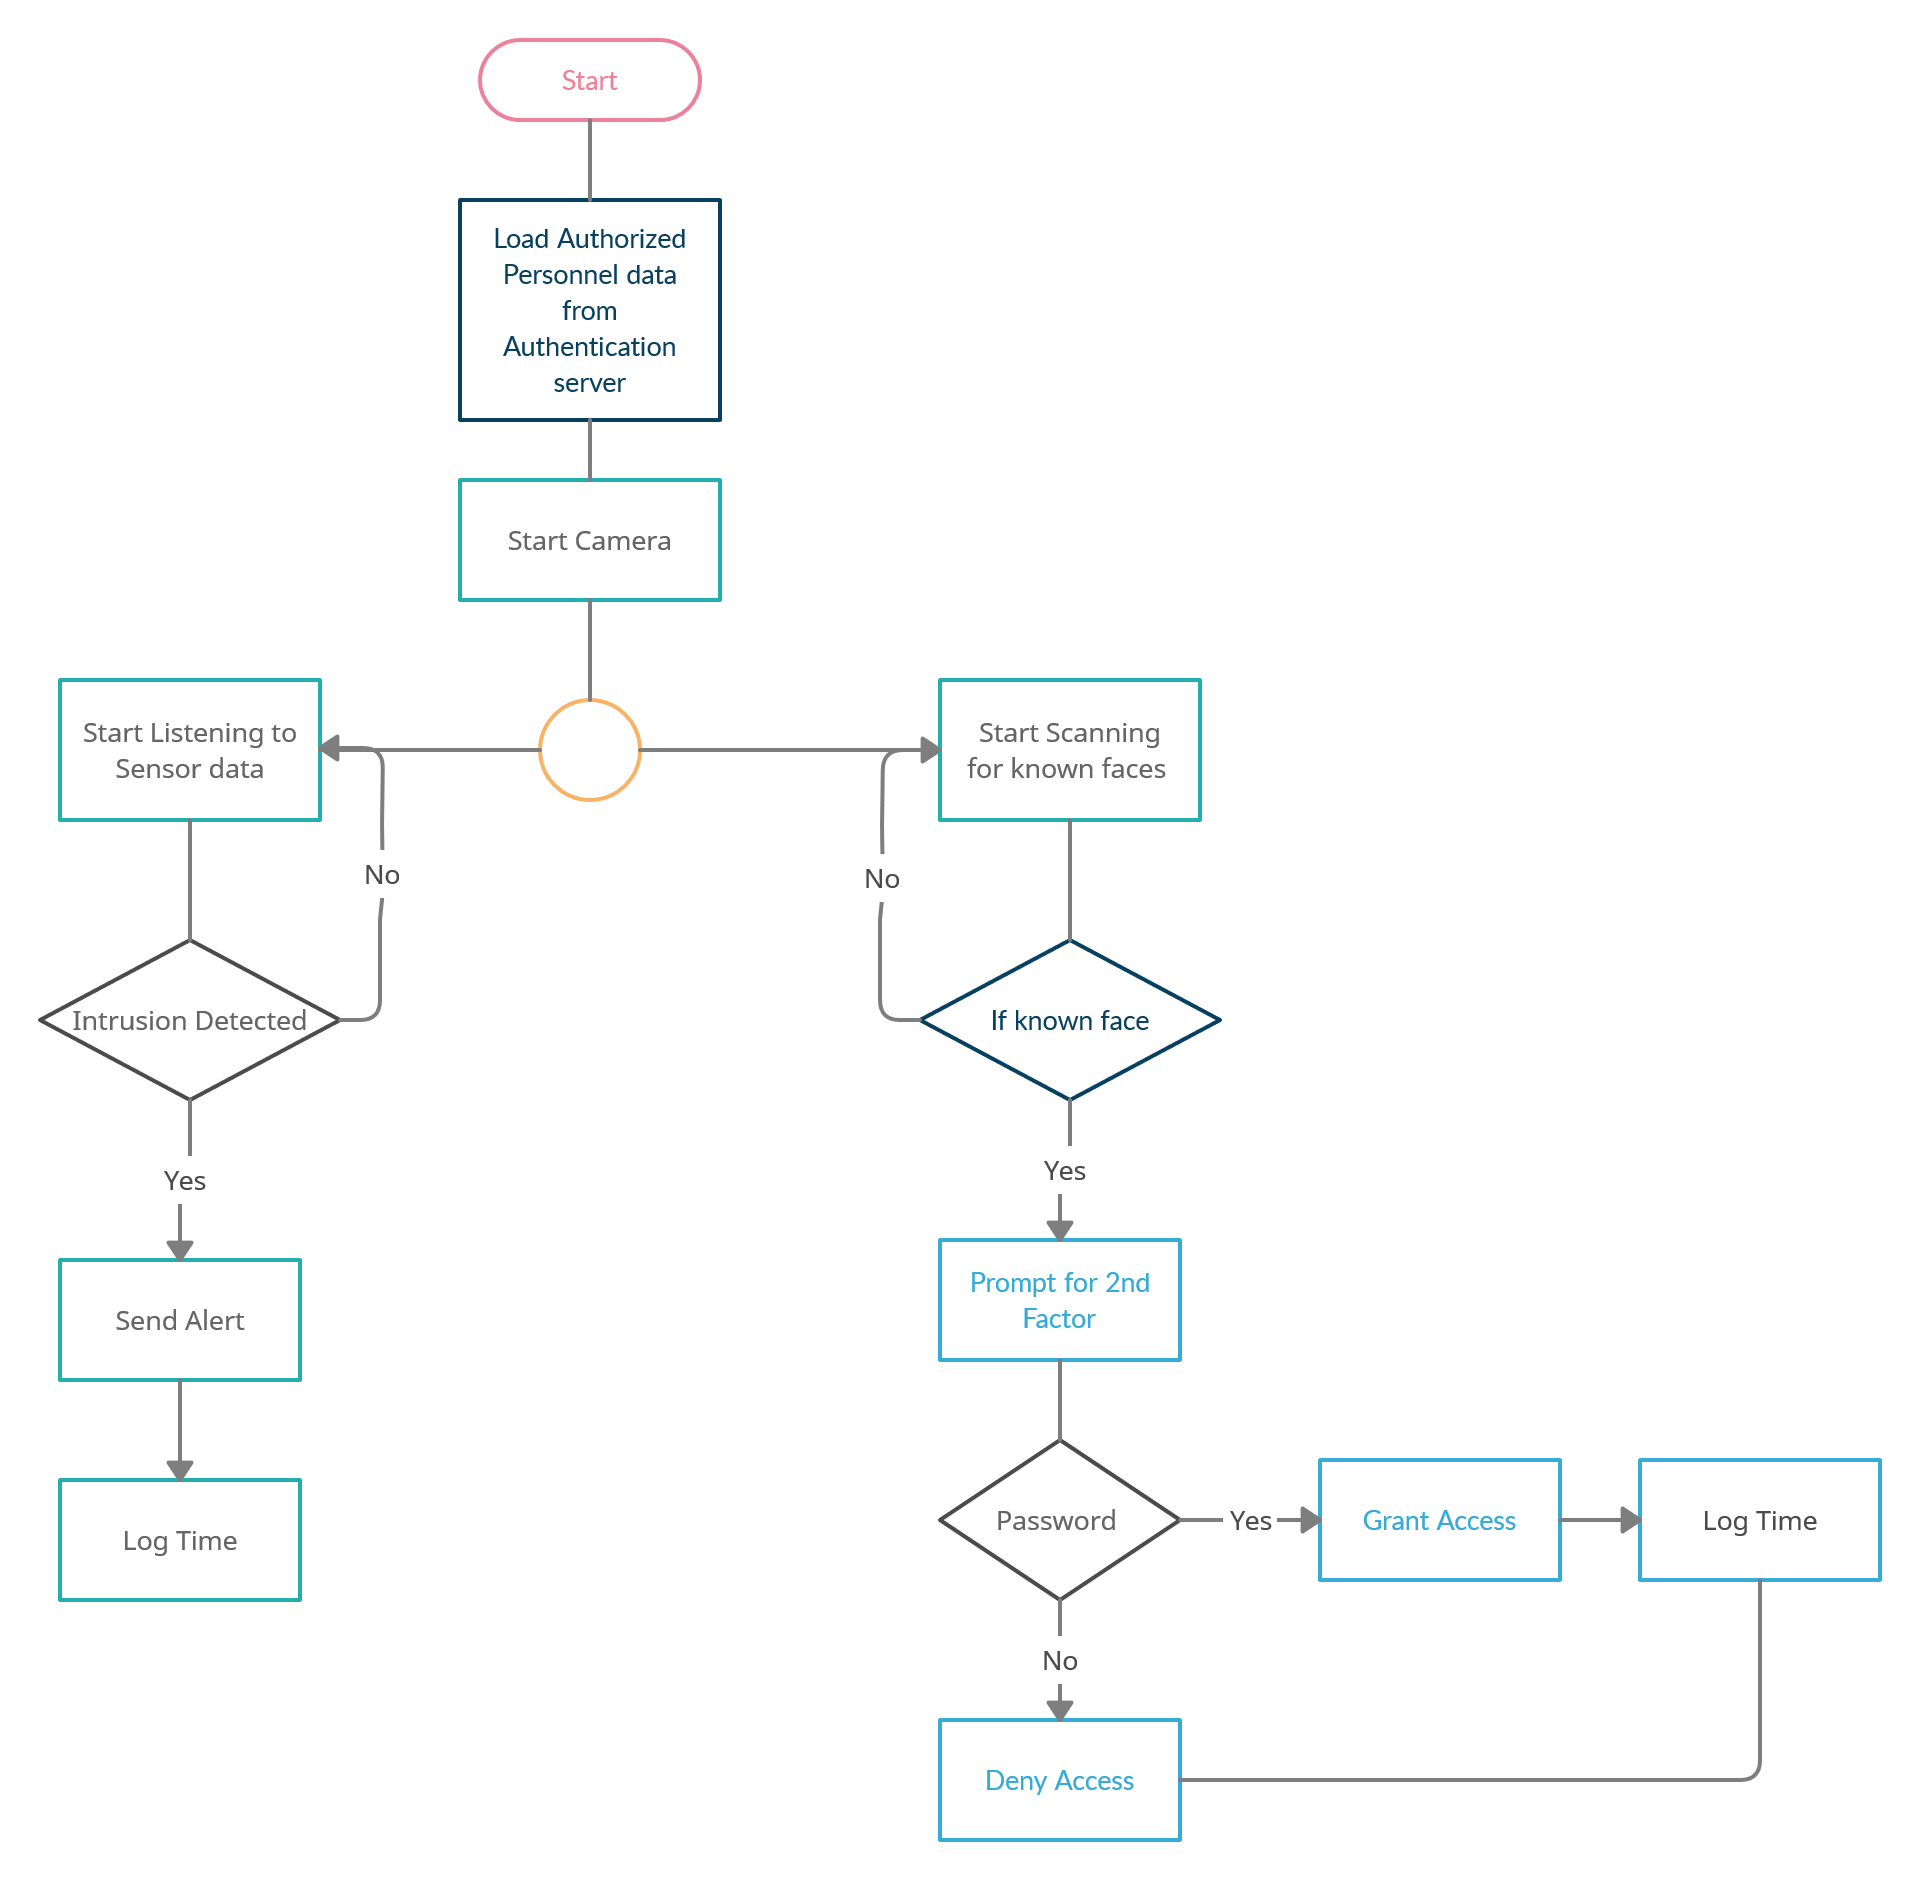 Start
Load Authorized
Personnel data
from
Authentication
server
Start Camera
Start Listening to
Sensor data
Start Scanning
for known faces
No
No
Intrusion Detected
If known face
Yes
Yes
Send Alert
Prompt for 2nd
Factor
Log Time
Password
Yes
Grant Access
Log Time
No
Deny Access